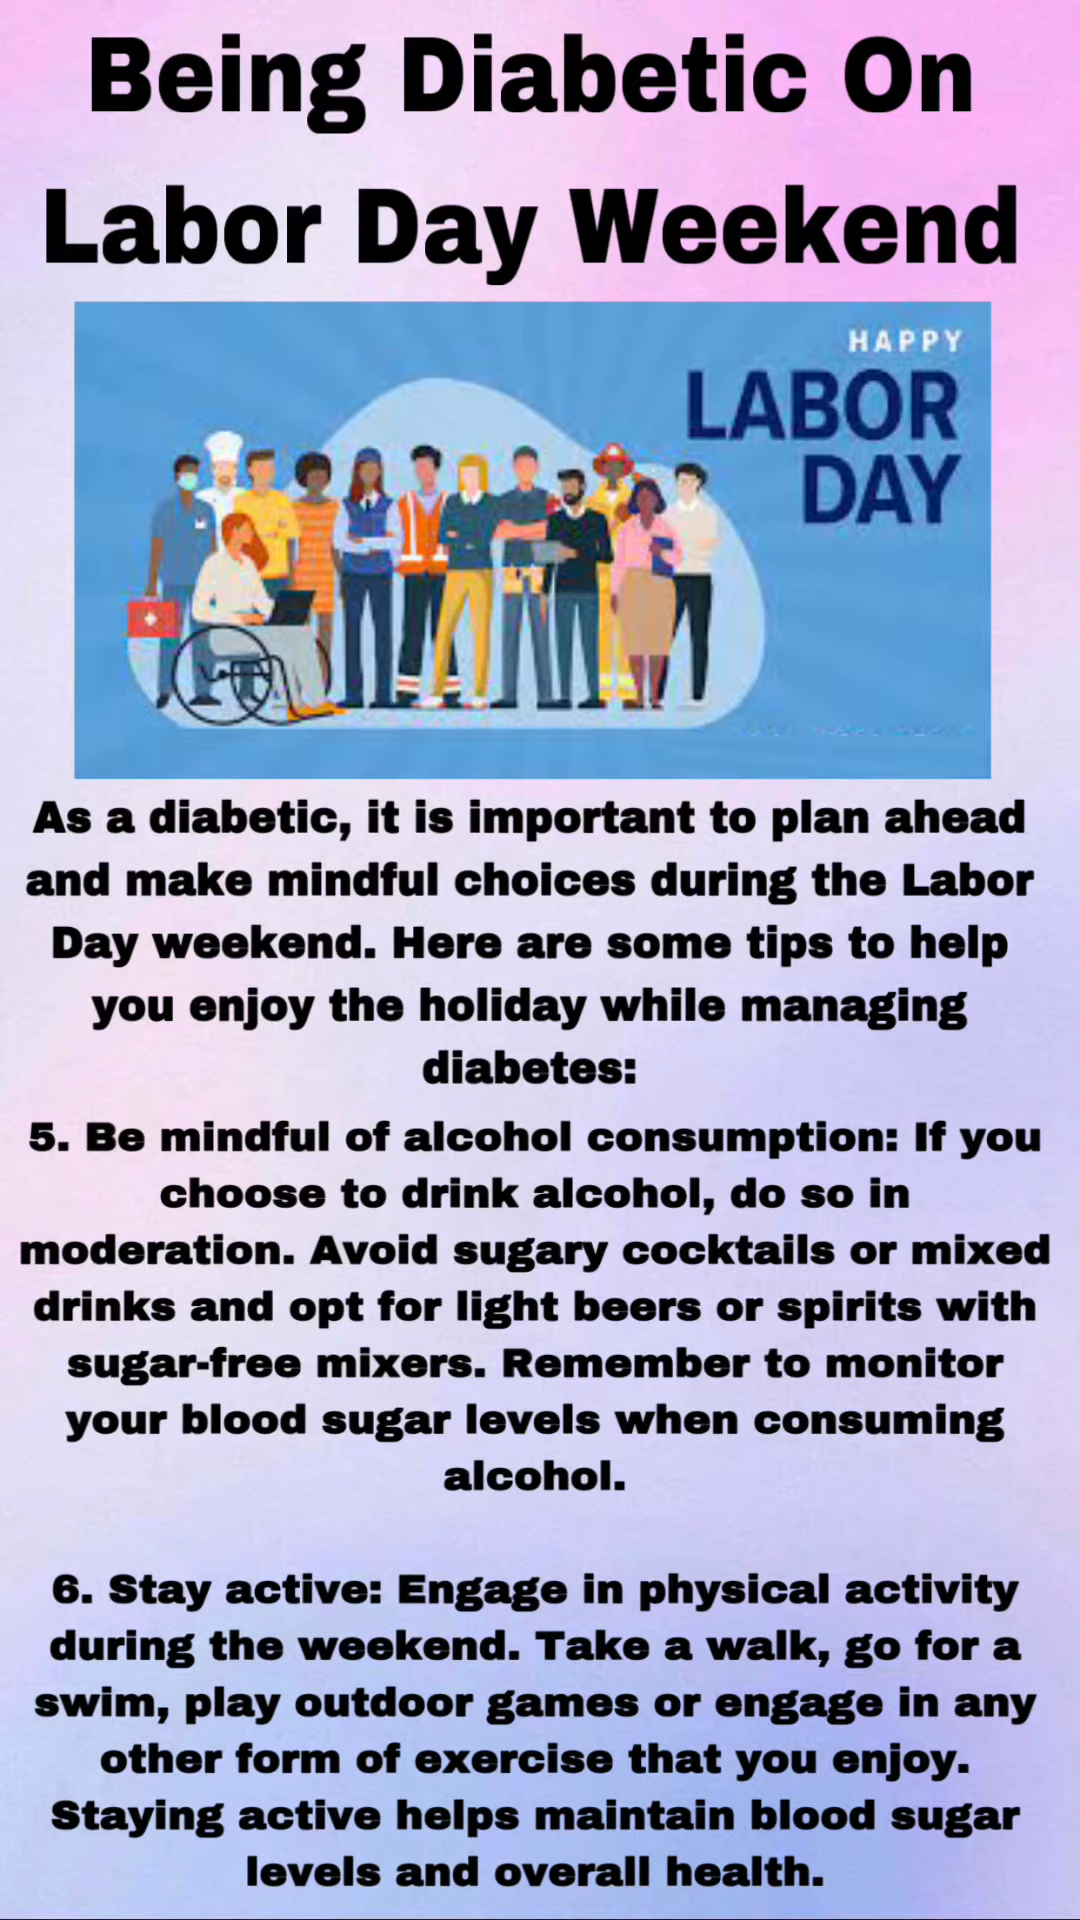 Being Diabetic On
Labor Day Weekend
HAPPY
LABOR
DAY
As a diabetic, it is important to plan ahead
and make mindful choices during the Labor
Day weekend. Here are some tips to help
you enjoy the holiday while managing
diabetes:
5. Be mindful of alcohol consumption: If you
choose to drink alcohol, do so in
moderation. Avoid sugary cocktails or mixed
drinks and opt for light beers or spirits with
sugar-free mixers. Remember to monitor
your blood sugar levels when consuming
alcohol.
6. Stay active: Engage in physical activity
during the weekend. Take a walk, go for a
swim, play outdoor games or engage in any
other form of exercise that you enjoy.
Staying active helps maintain blood sugar
levels and overall health.